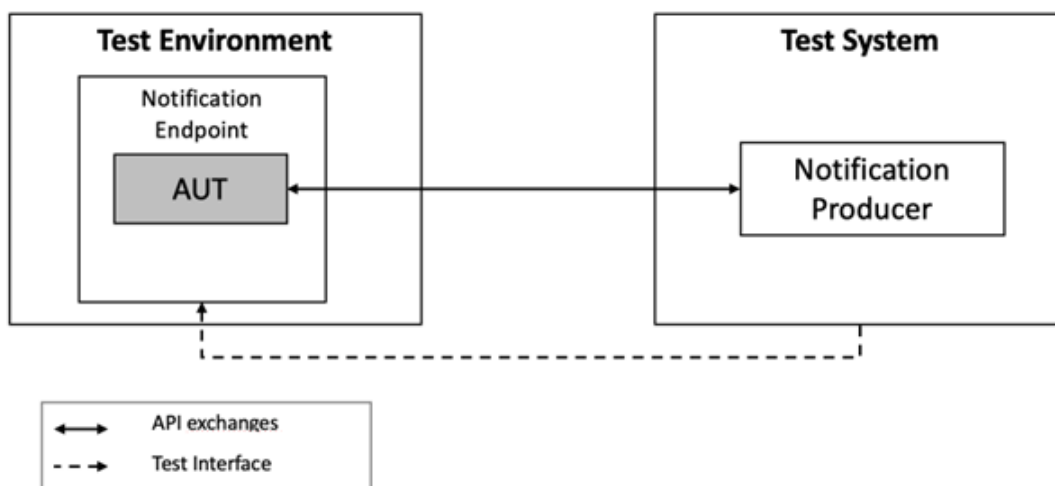 Test Environment
Test System
Notification
Endpoint
AUT
Notification
Producer
API exchanges
Test Interface